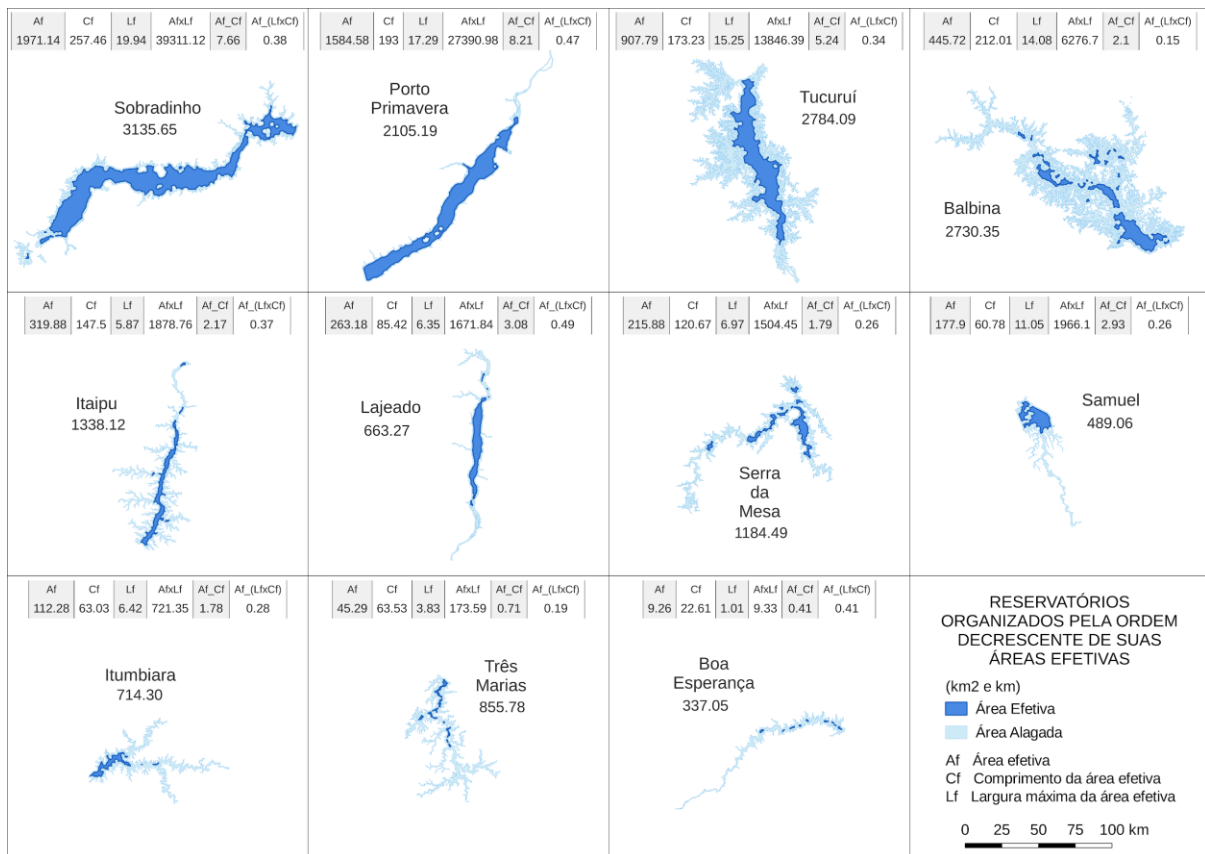 Af Cf Lf AfxLf Af_Cf Af_(LfxCf)
1971.14 257.46 19.94 39311.12 7.66 0.38
Sobradinho
3135.65
Af Cf Lf AfxLf Af_Cf Af_(LfxCf)
1584.58 193 17.29 27390.98 8.21 0.47
Porto
Primavera
2105.19
Af Cf Lf AfxLf Af_Cf Af_(LfxCf)
907.79 173.23 15.25 13846.39 5.24 0.34
Tucuruí
2784.09
Af Cf Lf AfxLf Af_Cf Af_(LfxCf)
445.72 212.01 14.08 6276.7 2.1 0.15
Balbina
2730.35
Af Cf Lf AfxLf Af_Cf Af_(LfxCf)
319.88 147.5 5.87 1878.76 2.17 0.37
Itaipu
1338.12
Af Cf Lf AfxLf Af_Cf Af_(LfxCf)
263.18 85.42 6.35 1671.84 3.08 0.49
Lajeado
663.27
Af Cf Lf AfxLf Af_Cf Af_(LfxCf)
215.88 120.67 6.97 1504.45 1.79 0.26
Serra
da
Mesa
1184.49
Af Cf Lf AfxLf Af_Cf Af_(LfxCf)
177.9 60.78 11.05 1966.1 2.93 0.26
Samuel
489.06
Af Cf Lf AfxLf Af_Cf Af_(LfxCf)
112.28 63.03 6.42 721.35 1.78 0.28
Itumbiara
714.30
Af Cf Lf AfxLf Af_Cf Af_(LfxCf)
45.29 63.53 3.83 173.59 0.71 0.19
Três
Marias
855.78
Af Cf Lf AfxLf Af_Cf Af_(LfxCf)
9.26 22.61 1.01 9.33 0.41 0.41
Boa
Esperança
337.05
RESERVATÓRIOS
ORGANIZADOS PELA ORDEM
DECRESCENTE DE SUAS
ÁREAS EFETIVAS
(km2 e km)
Área Efetiva
Área Alagada
Af Área efetiva
Cf Comprimento da área efetiva
Lf Largura máxima da área efetiva
0 25 50 75 100 km